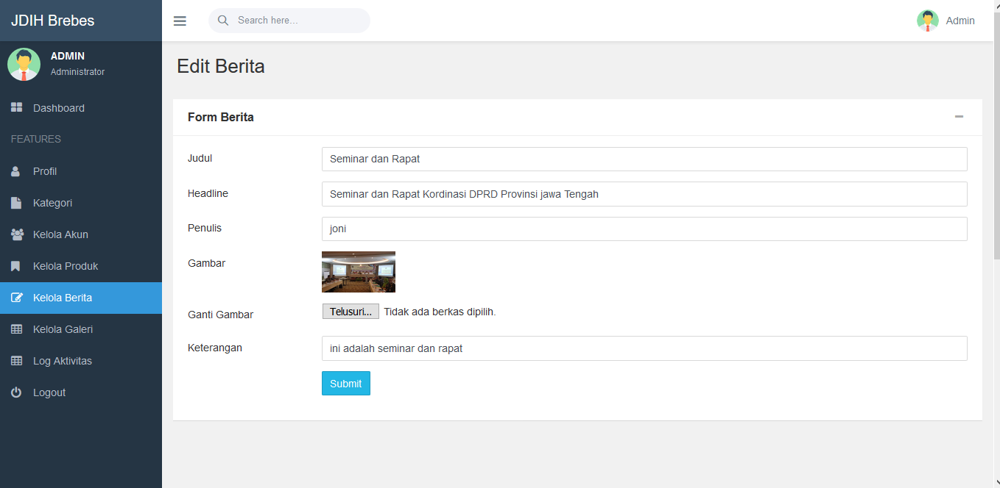 JDIH Brebes
Search here...
Admin
ADMIN
Administrator
Dashboard
FEATURES
Profil
Kategori
Kelola Akun
Kelola Produk
Kelola Berita
Kelola Galeri
Log Aktivitas
Logout
Edit Berita
Form Berita
Judul
Seminar dan Rapat
Headline
Seminar dan Rapat Kordinasi DPRD Provinsi jawa Tengah
Penulis
joni
Gambar
Ganti Gambar
Telusuri... Tidak ada berkas dipilih.
Keterangan
ini adalah seminar dan rapat
Submit